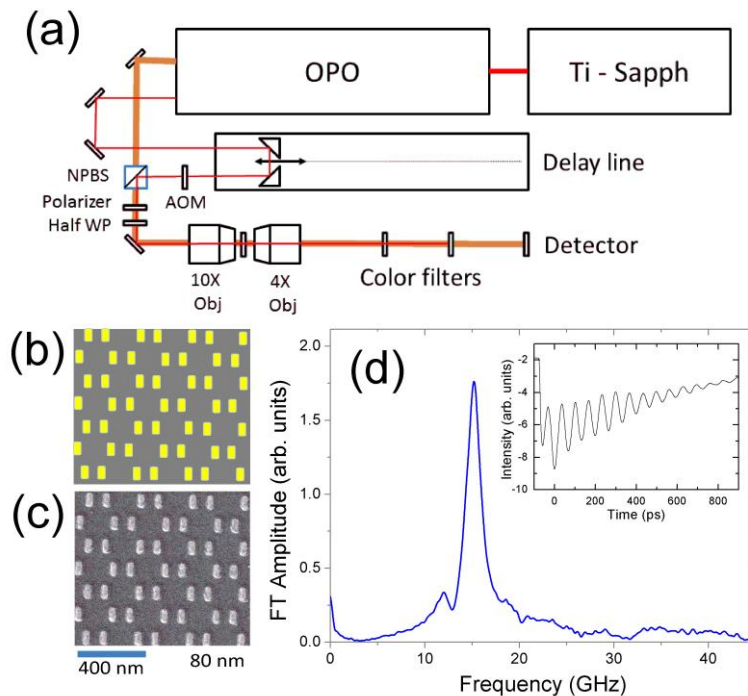 (a)
OPO
Ti - Sapph
NPBS
Delay line
Polarizer
AOM
Half WP
Detector
10X
Obj
4X
Obj
Color filters
(b)
(c)
400 nm
80 nm
(d)
FT Amplitude (arb. units)
2.0
1.5
1.0
0.5
0.0
0
10
20
30
40
Frequency (GHz)
Intensity (arb. units)
-2
-4
-6
-8
-10
0
200
400
600
800
Time (ps)